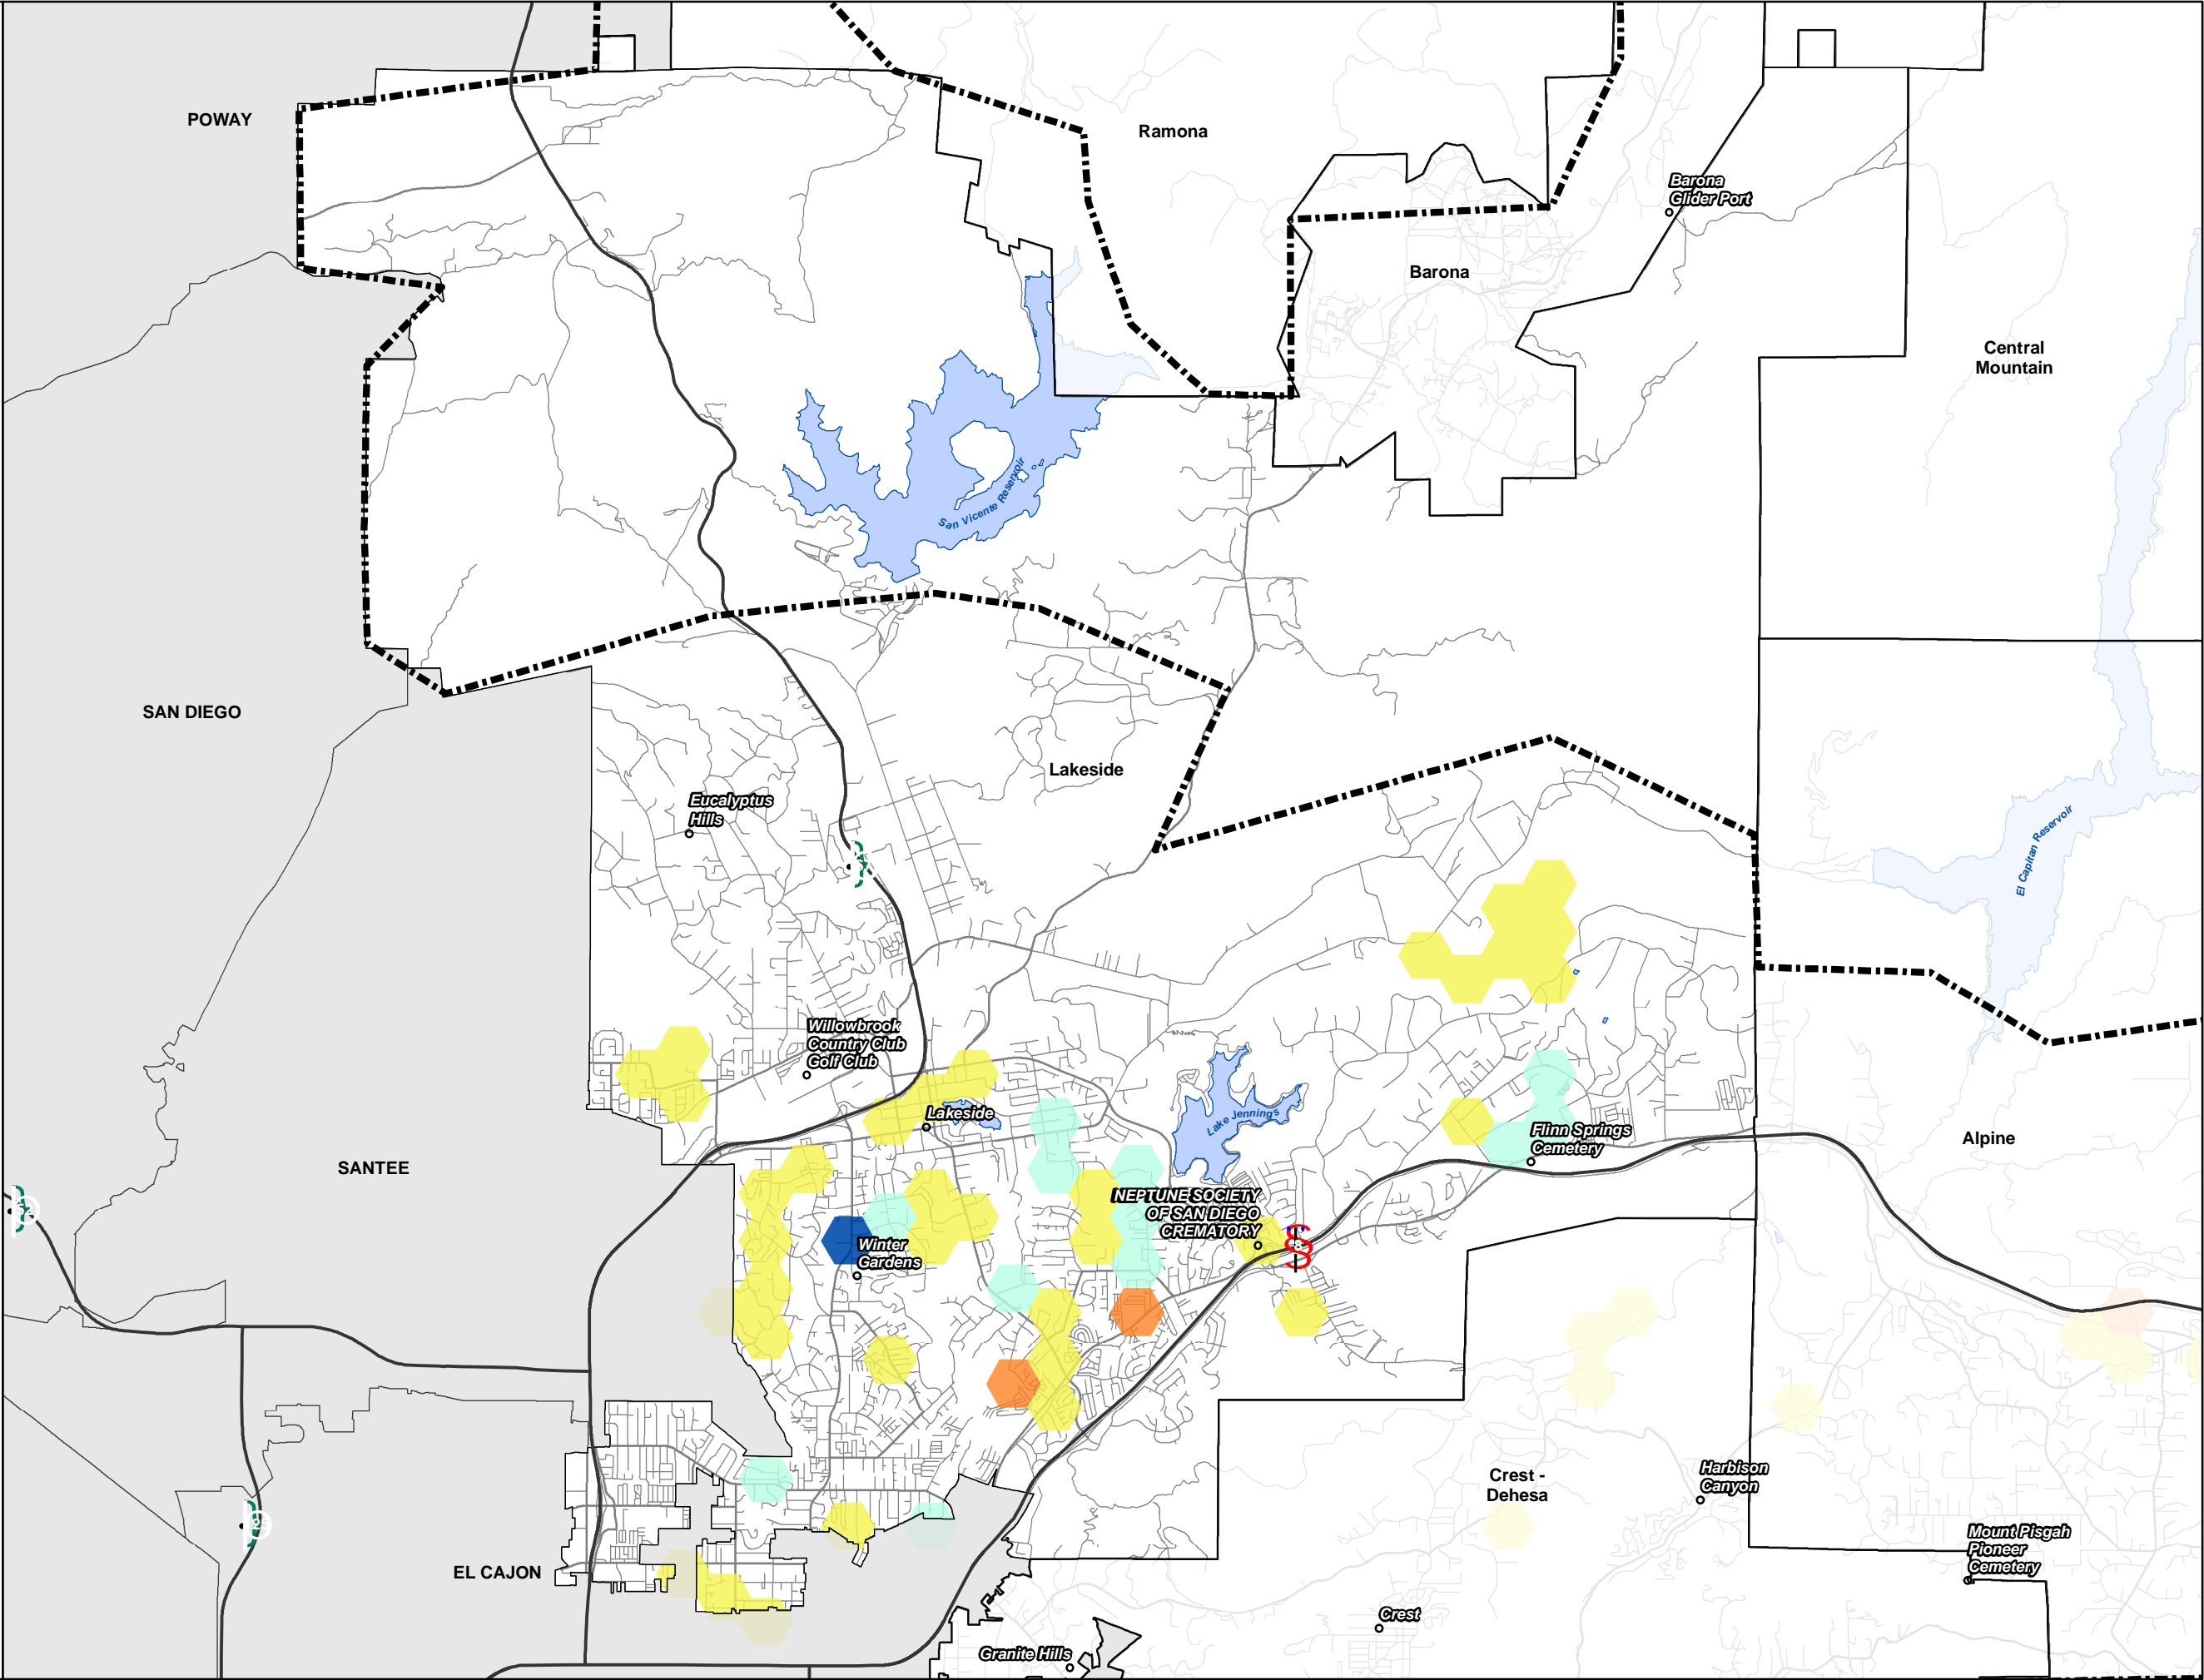 POWAY
Ramona
Barona
Glider Port
Barona
Central
Mountain
San Vicente Reservoir
SAN DIEGO
Lakeside
Eucalyptus
Hills
El Capitan Reservoir
Willowbrook
Country Club
Golf Club
Lakeside
Lake Jennings
Flinn Springs
Cemetery
Alpine
SANTEE
NEPTUNE SOCIETY
OF SAN DIEGO
CREMATORY
Winter
Gardens
Crest -
Dehesa
Harbison
Canyon
Mount Pisgah
Pioneer
Cemetery
EL CAJON
Crest
Granite Hills